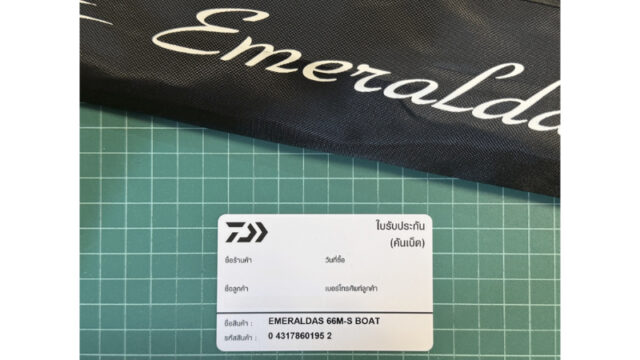 Emeralda
ใบรับประกัน
(คันเบ็ด)
ชื่อร้านค้า วันที่ซื้อ
ชื่อลูกค้า เบอร์โทรศัพท์ลูกค้า
ชื่อสินค้า : EMERALDAS 66M-S BOAT
รหัสสินค้า : 0 4317860195 2